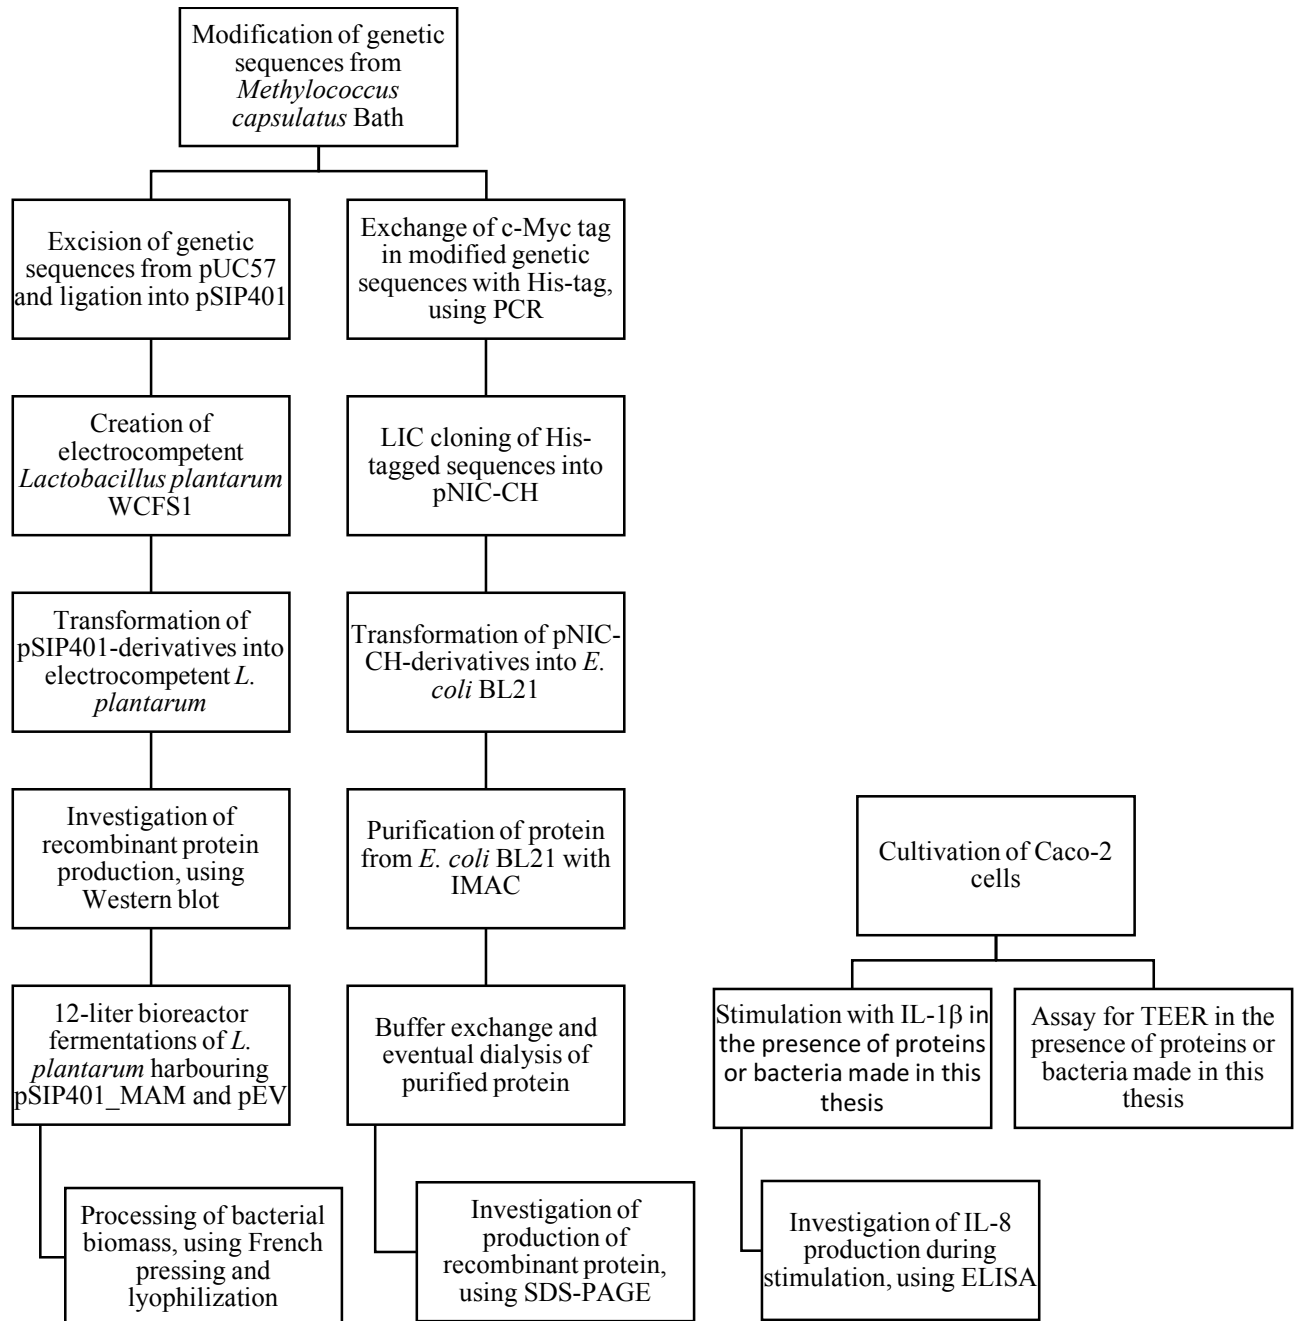 Modification of genetic
sequences from
Methylococcus
capsulatus Bath
Excision of genetic
sequences from pUC57
and ligation into pSIP401
Creation of
electrocompetent
Lactobacillus plantarum
WCFS1
Transformation of
pSIP401-derivatives into
electrocompetent L.
plantarum
Investigation of
recombinant protein
production, using
Western blot
12-liter bioreactor
fermentations of L.
plantarum harbouring
pSIP401_MAM and pEV
Processing of bacterial
biomass, using French
pressing and
lyophilization
Exchange of c-Myc tag
in modified genetic
sequences with His-tag,
using PCR
LIC cloning of His-
tagged sequences into
pNIC-CH
Transformation of pNIC-
CH-derivatives into E.
coli BL21
Purification of protein
from E. coli BL21 with
IMAC
Buffer exchange and
eventual dialysis of
purified protein
Investigation of
production of
recombinant protein,
using SDS-PAGE
Cultivation of Caco-2
cells
Stimulation with IL-1β in
the presence of proteins
or bacteria made in this
thesis
Investigation of IL-8
production during
stimulation, using ELISA
Assay for TEER in the
presence of proteins or
bacteria made in this
thesis